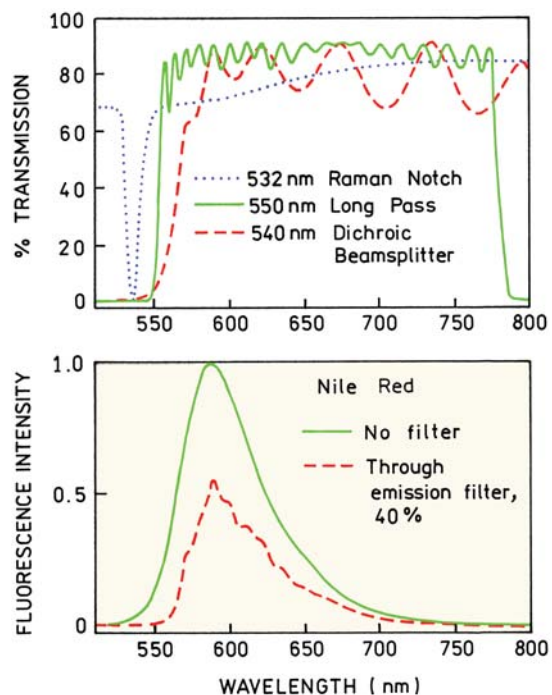 100
80
60
40
20
0
% TRANSMISSION
532 nm Raman Notch
550 nm Long Pass
540 nm Dichroic
Beamsplitter
550 600 650 700 750 800
1.0
0.5
0
FLUORESCENCE INTENSITY
Nile Red
No filter
Through
emission filter,
40%
550 600 650 700 750 800
WAVELENGTH (nm)